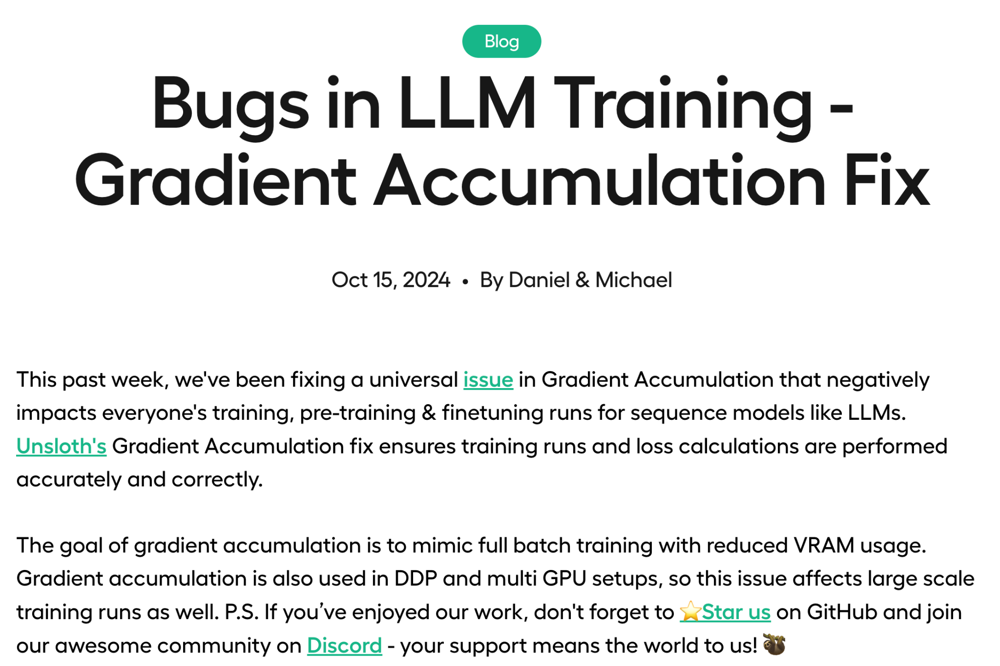 Blog
Bugs in LLM Training -
Gradient Accumulation Fix
Oct 15, 2024 • By Daniel & Michael
This past week, we've been fixing a universal issue in Gradient Accumulation that negatively
impacts everyone's training, pre-training & finetuning runs for sequence models like LLMs.
Unsloth's Gradient Accumulation fix ensures training runs and loss calculations are performed
accurately and correctly.
The goal of gradient accumulation is to mimic full batch training with reduced VRAM usage.
Gradient accumulation is also used in DDP and multi GPU setups, so this issue affects large scale
training runs as well. P.S. If you’ve enjoyed our work, don't forget to ⭐Star us on GitHub and join
our awesome community on Discord - your support means the world to us! 🦥